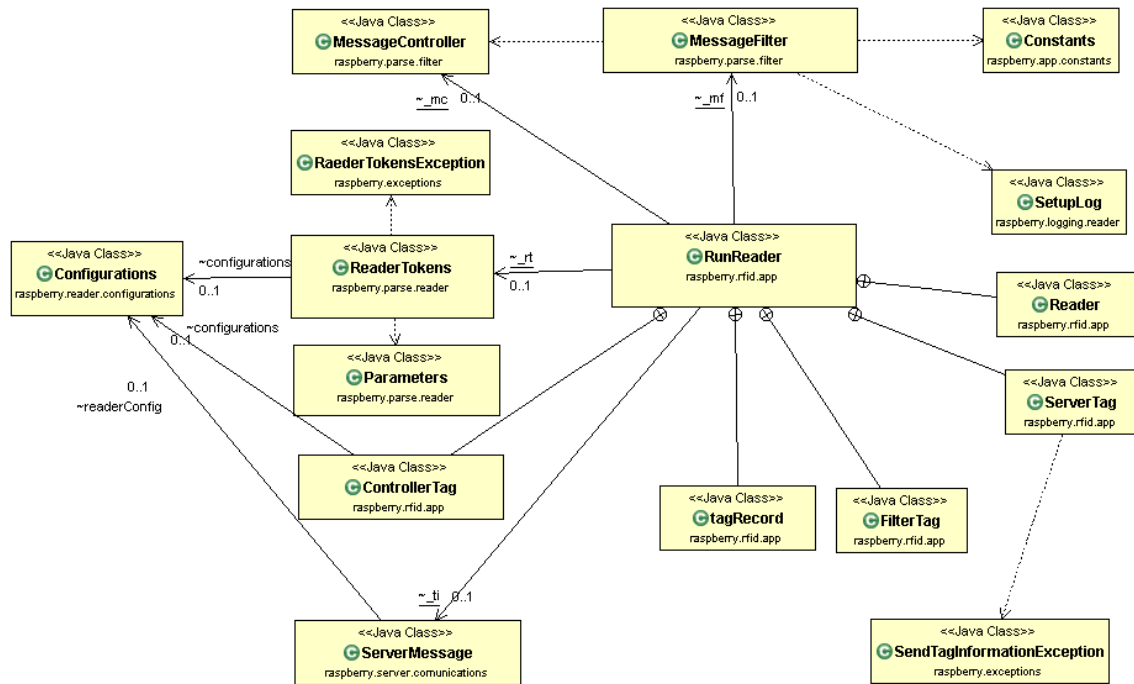 <<Java Class>>
MessageController
raspberry.parse.filter
<<Java Class>>
MessageFilter
raspberry.parse.filter
<<Java Class>>
Constants
raspberry.app.constants
~_mc
0..1
~_mf
0..1
<<Java Class>>
RaederTokensException
raspberry.exceptions
<<Java Class>>
SetupLog
raspberry.logging.reader
<<Java Class>>
Configurations
raspberry.reader.configurations
~configurations
0..1
<<Java Class>>
ReaderTokens
raspberry.parse.reader
~_rt
0..1
<<Java Class>>
RunReader
raspberry.rfid.app
<<Java Class>>
Reader
raspberry.rfid.app
~configurations
0..1
<<Java Class>>
Parameters
raspberry.parse.reader
0..1
~readerConfig
<<Java Class>>
ServerTag
raspberry.rfid.app
<<Java Class>>
ControllerTag
raspberry.rfid.app
<<Java Class>>
tagRecord
raspberry.rfid.app
<<Java Class>>
FilterTag
raspberry.rfid.app
~_ti
0..1
<<Java Class>>
ServerMessage
raspberry.server.comunications
<<Java Class>>
SendTagInformationException
raspberry.exceptions